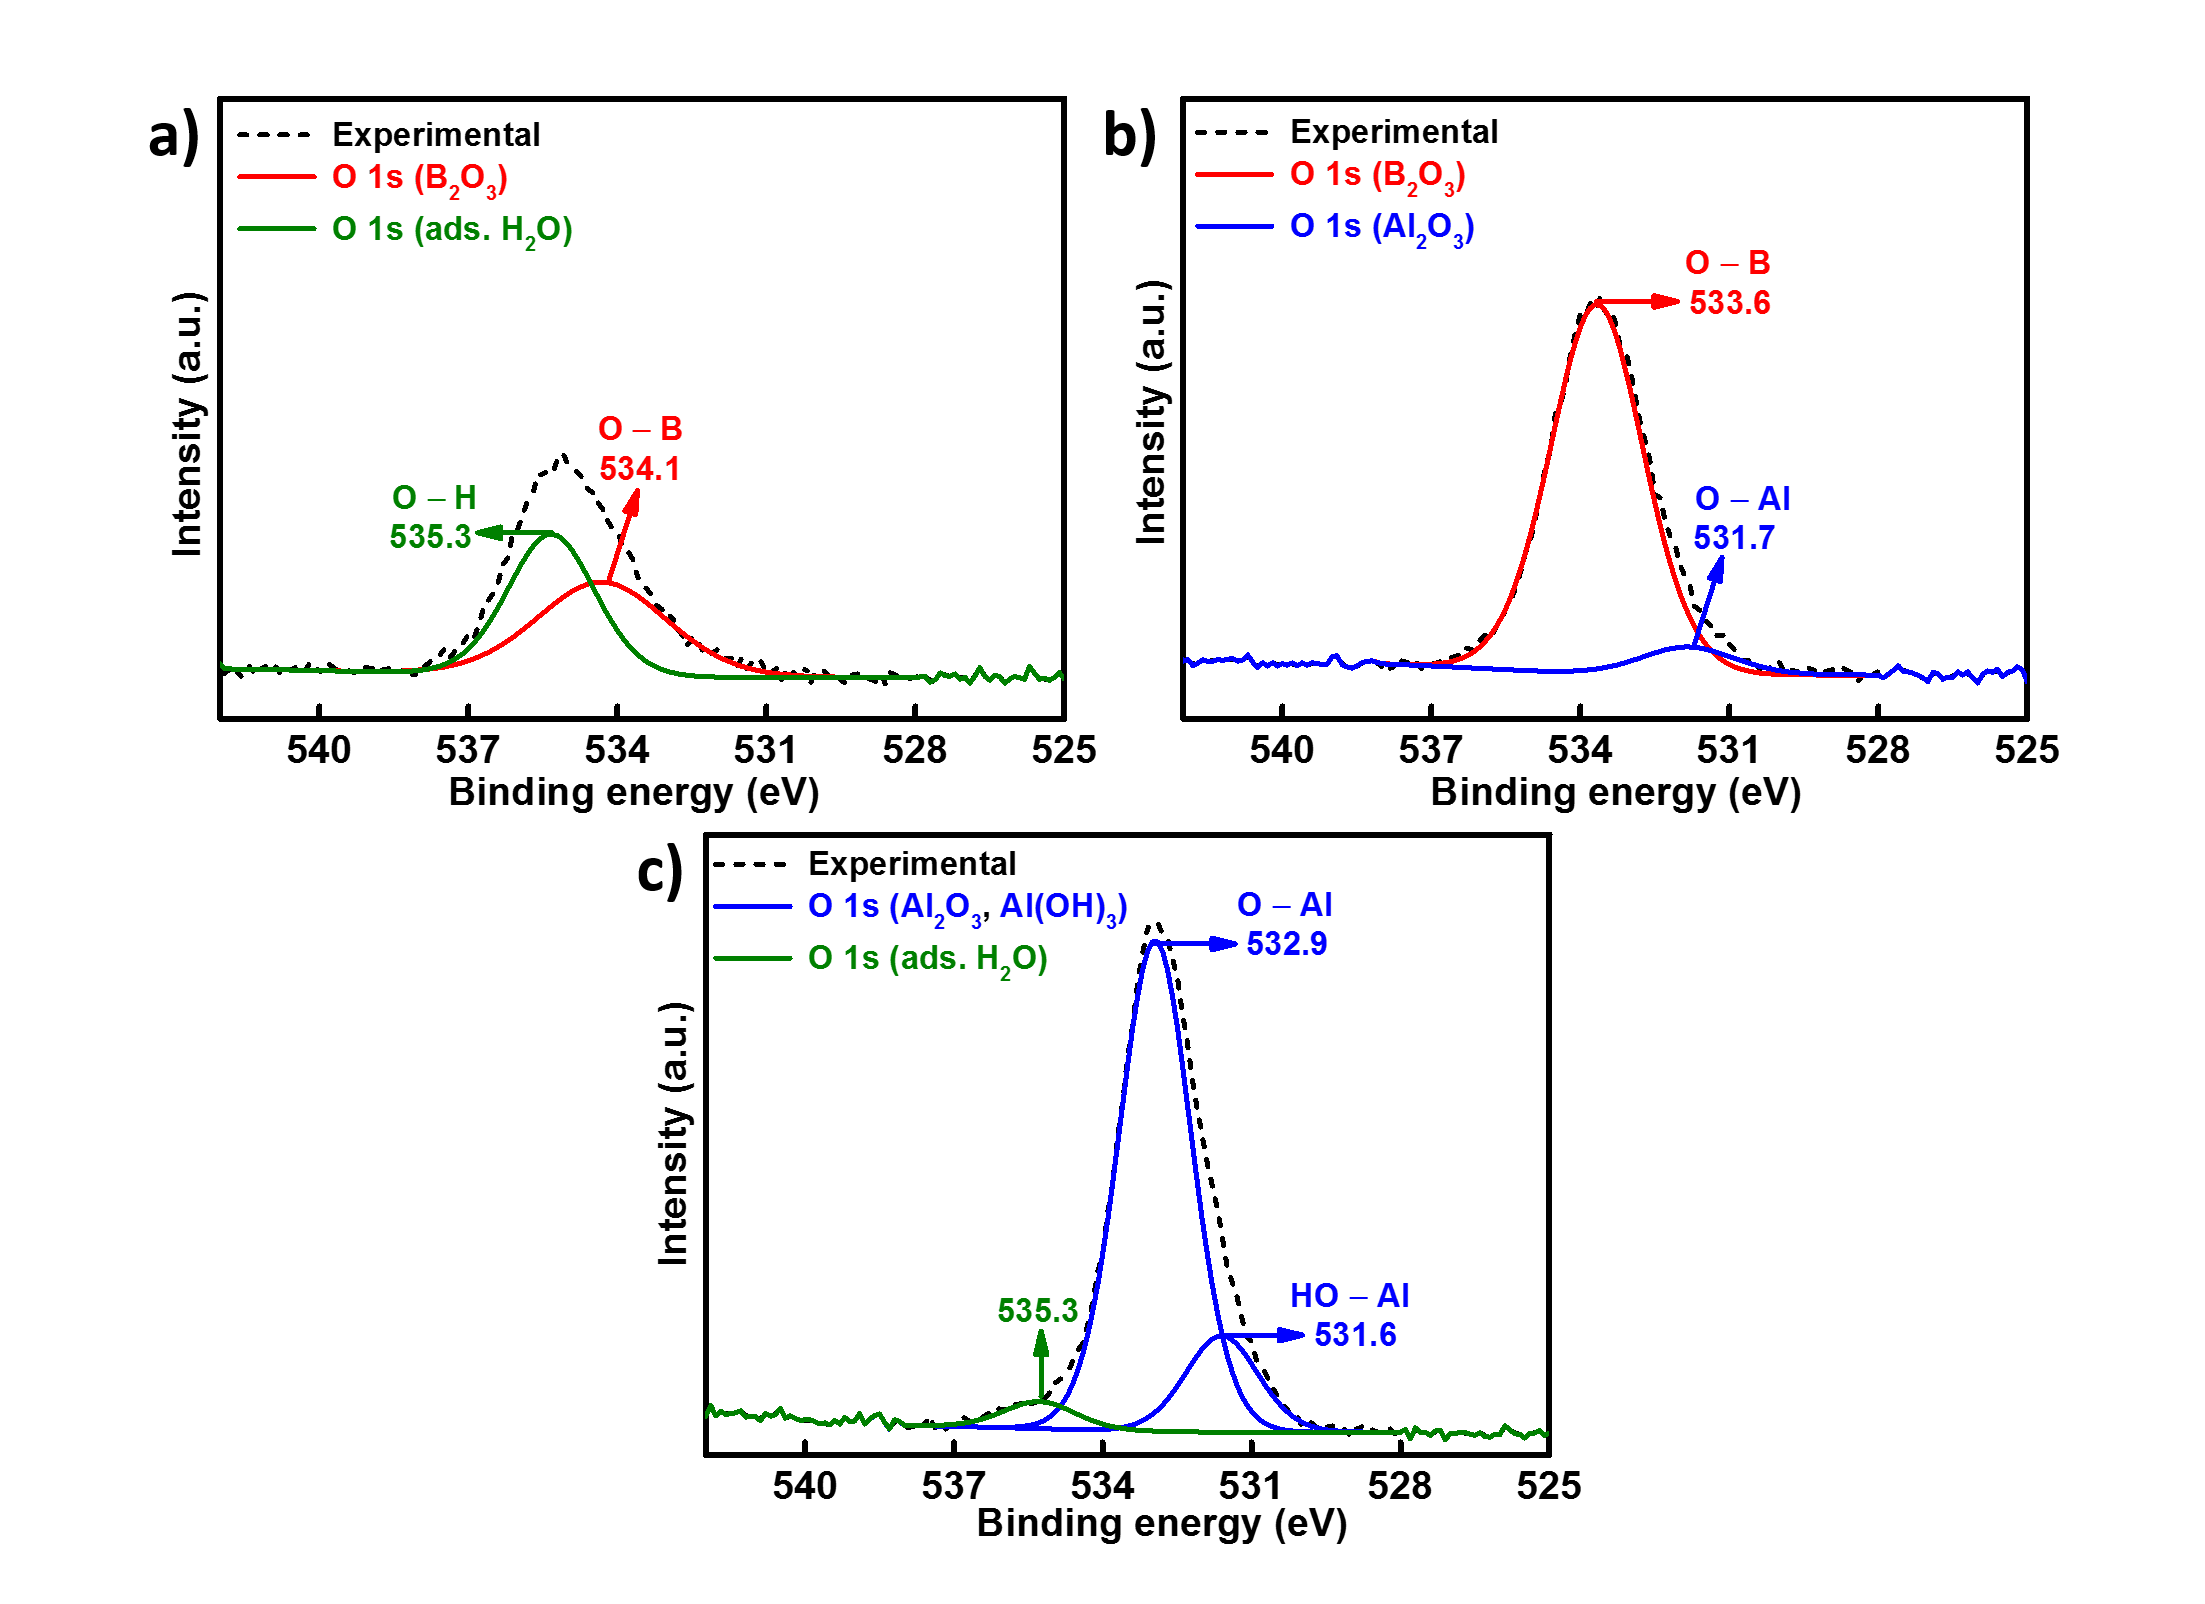 a)
Experimental
O 1s (B₂O₃)
O 1s (ads. H₂O)
O – B
534.1
O – H
535.3
Intensity (a.u.)
540 537 534 531 528 525
Binding energy (eV)
b)
Experimental
O 1s (B₂O₃)
O 1s (Al₂O₃)
O – B
533.6
O – Al
531.7
Intensity (a.u.)
540 537 534 531 528 525
Binding energy (eV)
c)
Experimental
O 1s (Al₂O₃, Al(OH)₃)
O 1s (ads. H₂O)
O – Al
532.9
535.3
HO – Al
531.6
Intensity (a.u.)
540 537 534 531 528 525
Binding energy (eV)